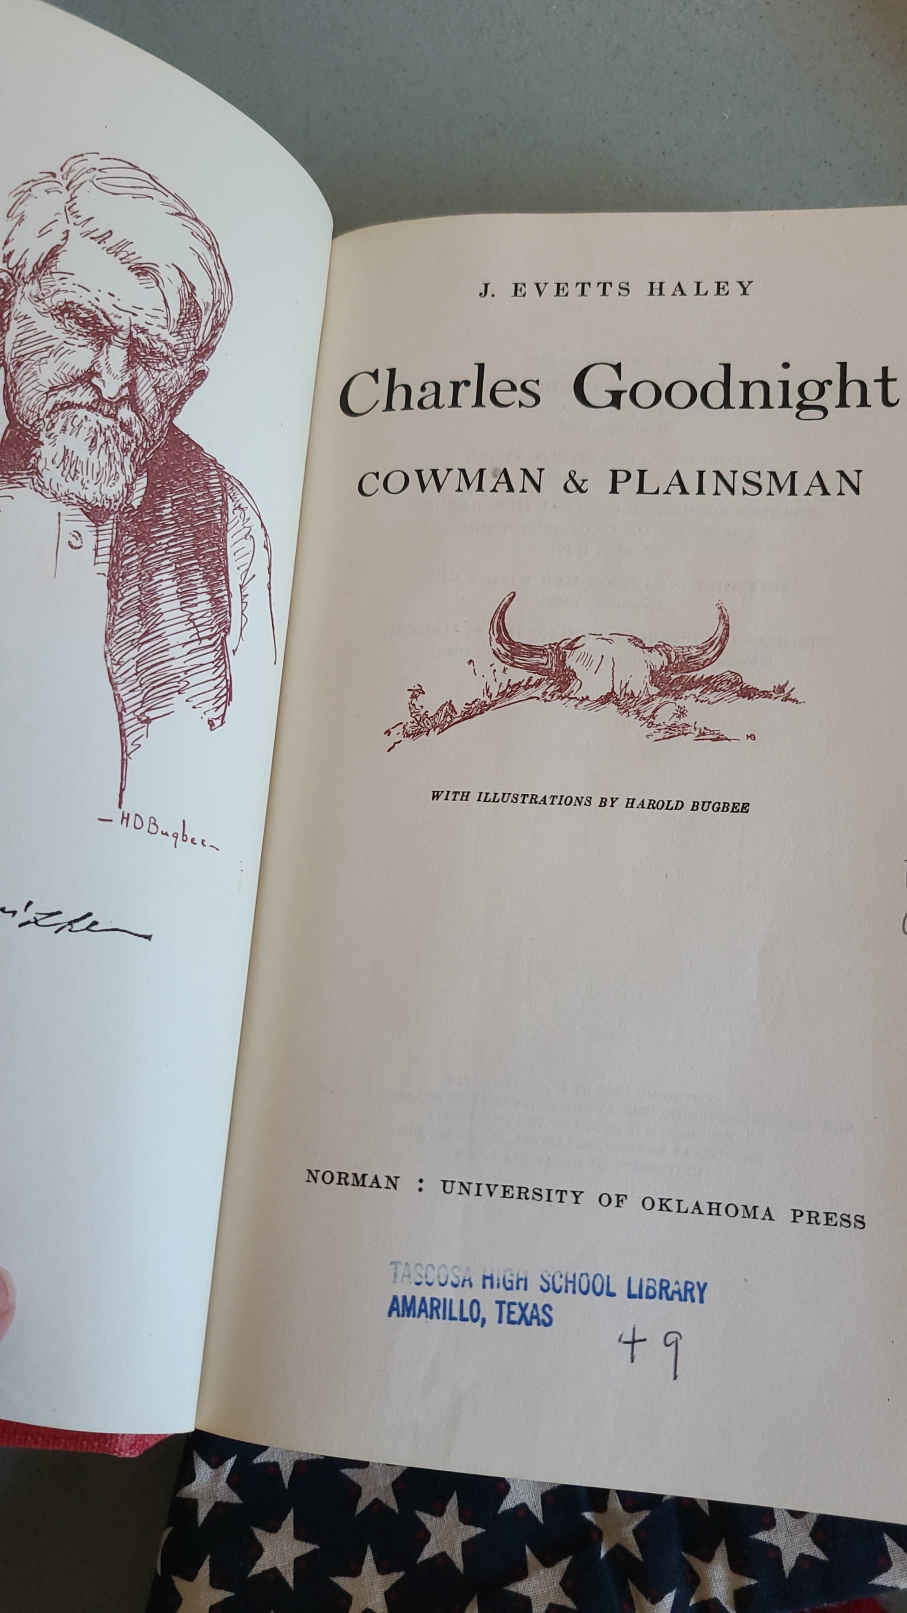 J. EVETTS HALEY
Charles Goodnight
COWMAN & PLAINSMAN
HB
WITH ILLUSTRATIONS BY HAROLD BUGBEE
NORMAN : UNIVERSITY OF OKLAHOMA PRESS
TASCOSA HIGH SCHOOL LIBRARY
AMARILLO, TEXAS
49
—HDBugbee—